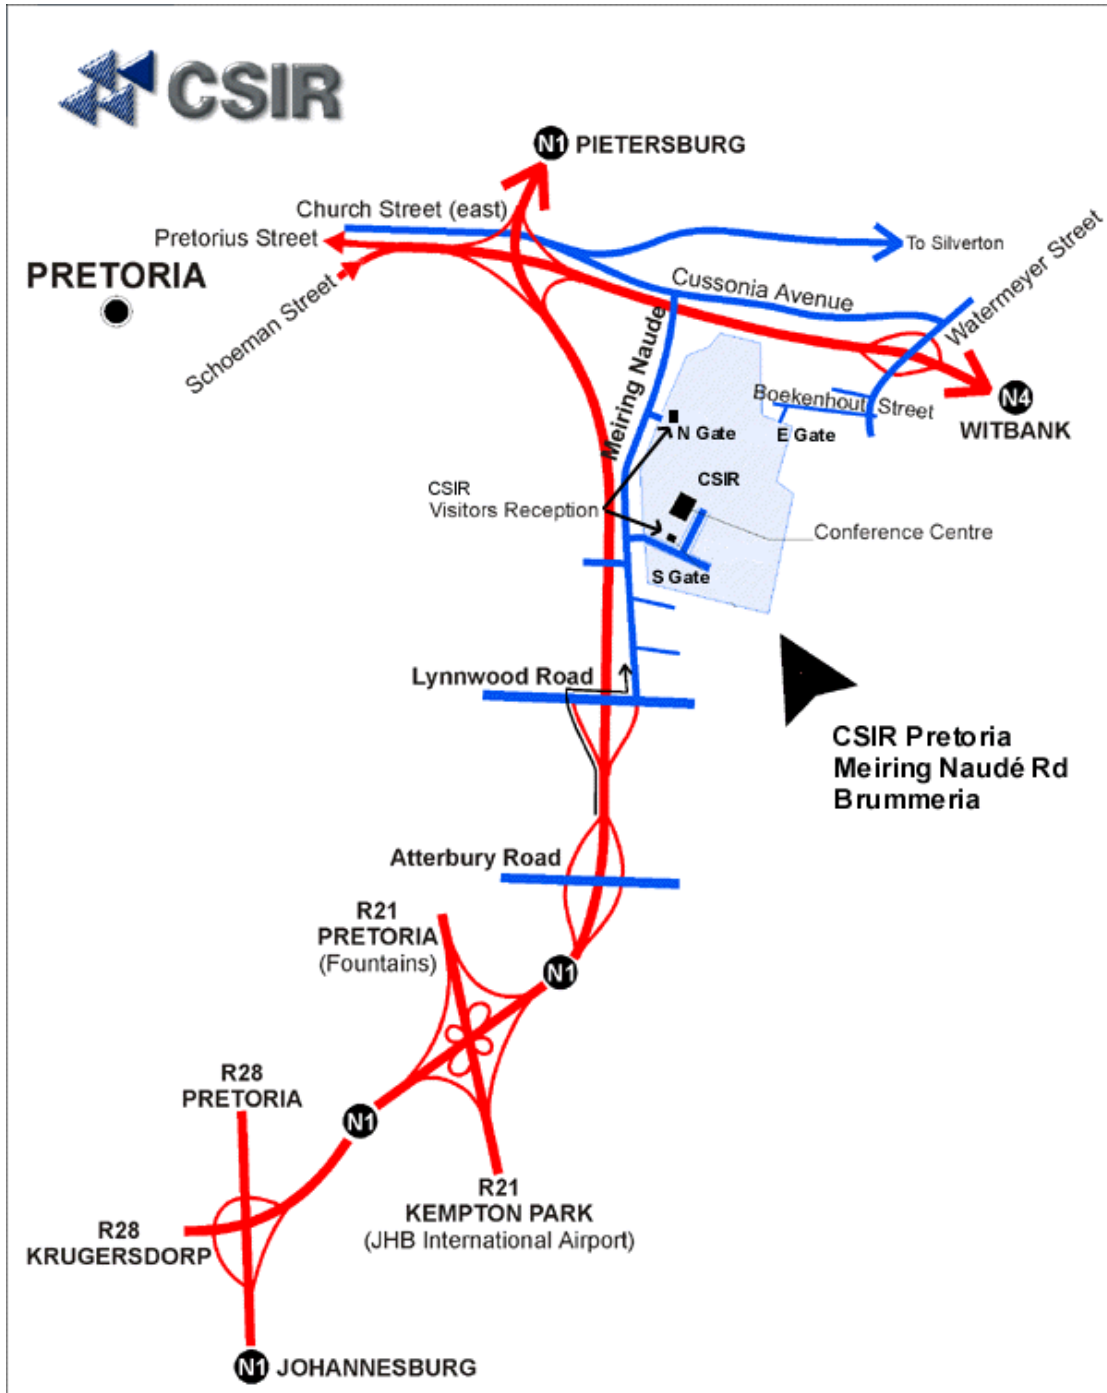 CSIR
N1 PIETERSBURG
Church Street (east)
Pretorius Street
To Silverton
PRETORIA
Schoeman Street
Cussonia Avenue
Watermeyer Street
Meiring Naude
Boekenhout Street
N4
WITBANK
N Gate
E Gate
CSIR
CSIR
Visitors Reception
Conference Centre
S Gate
Lynnwood Road
CSIR Pretoria
Meiring Naudé Rd
Brummeria
Atterbury Road
R21
PRETORIA
(Fountains)
N1
R28
PRETORIA
N1
R21
KEMPTON PARK
(JHB International Airport)
R28
KRUGERSDORP
N1 JOHANNESBURG